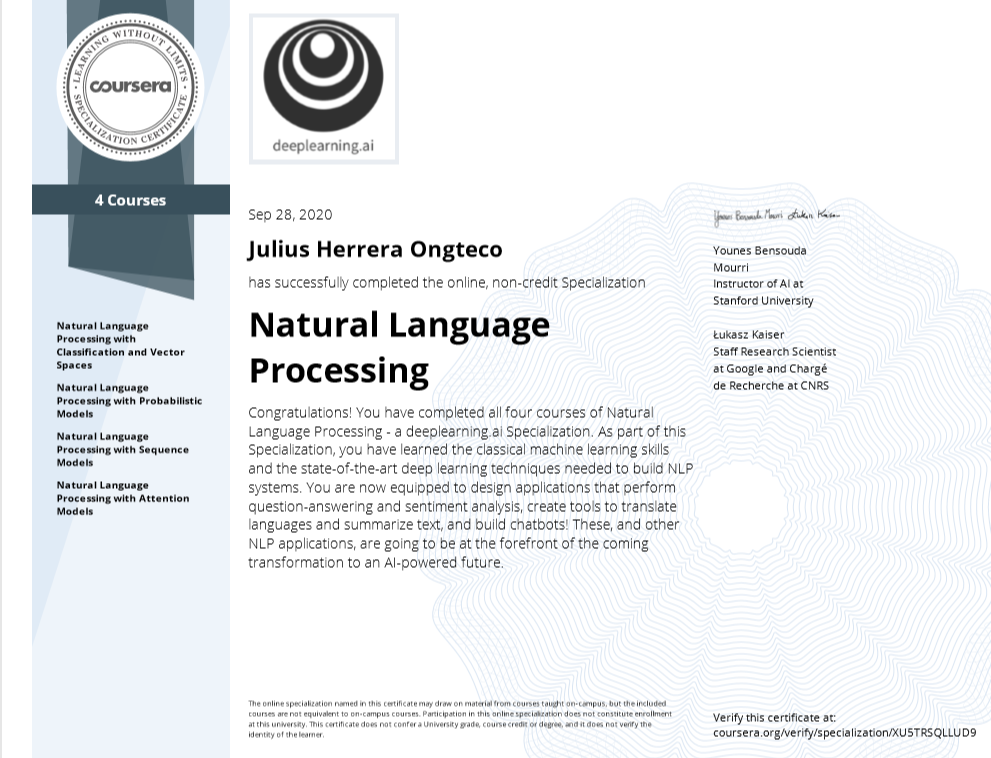 LEARNING WITHOUT LIMITS
coursera
SPECIALIZATION CERTIFICATE
4 Courses
Natural Language
Processing with
Classification and Vector
Spaces
Natural Language
Processing with Probabilistic
Models
Natural Language
Processing with Sequence
Models
Natural Language
Processing with Attention
Models
deeplearning.ai
Sep 28, 2020
Julius Herrera Ongteco
has successfully completed the online, non-credit Specialization
Natural Language
Processing
Congratulations! You have completed all four courses of Natural
Language Processing - a deeplearning.ai Specialization. As part of this
Specialization, you have learned the classical machine learning skills
and the state-of-the-art deep learning techniques needed to build NLP
systems. You are now equipped to design applications that perform
question-answering and sentiment analysis, create tools to translate
languages and summarize text, and build chatbots! These, and other
NLP applications, are going to be at the forefront of the coming
transformation to an AI-powered future.
The online specialization named in this certificate may draw on material from courses taught on-campus, but the included
courses are not equivalent to on-campus courses. Participation in this online specialization does not constitute enrollment
at this university. This certificate does not confer a University grade, course credit or degree, and it does not verify the
identity of the learner.
Younes Bensouda Mourri Łukasz Kaiser
Younes Bensouda
Mourri
Instructor of AI at
Stanford University
Łukasz Kaiser
Staff Research Scientist
at Google and Chargé
de Recherche at CNRS
Verify this certificate at:
coursera.org/verify/specialization/XU5TRSQLLUD9